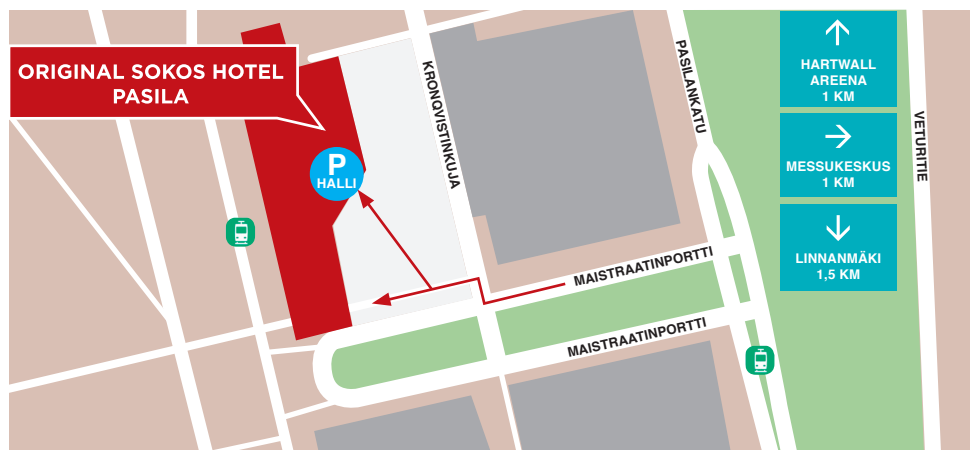 ORIGINAL SOKOS HOTEL
PASILA
P
HALLI
KRONQVISTINKUJA
PASILANKATU
HARTWALL
AREENA
1 KM
MESSUKESKUS
1 KM
LINNANMÄKI
1,5 KM
VETURITIE
MAISTRAATINPORTTI
MAISTRAATINPORTTI